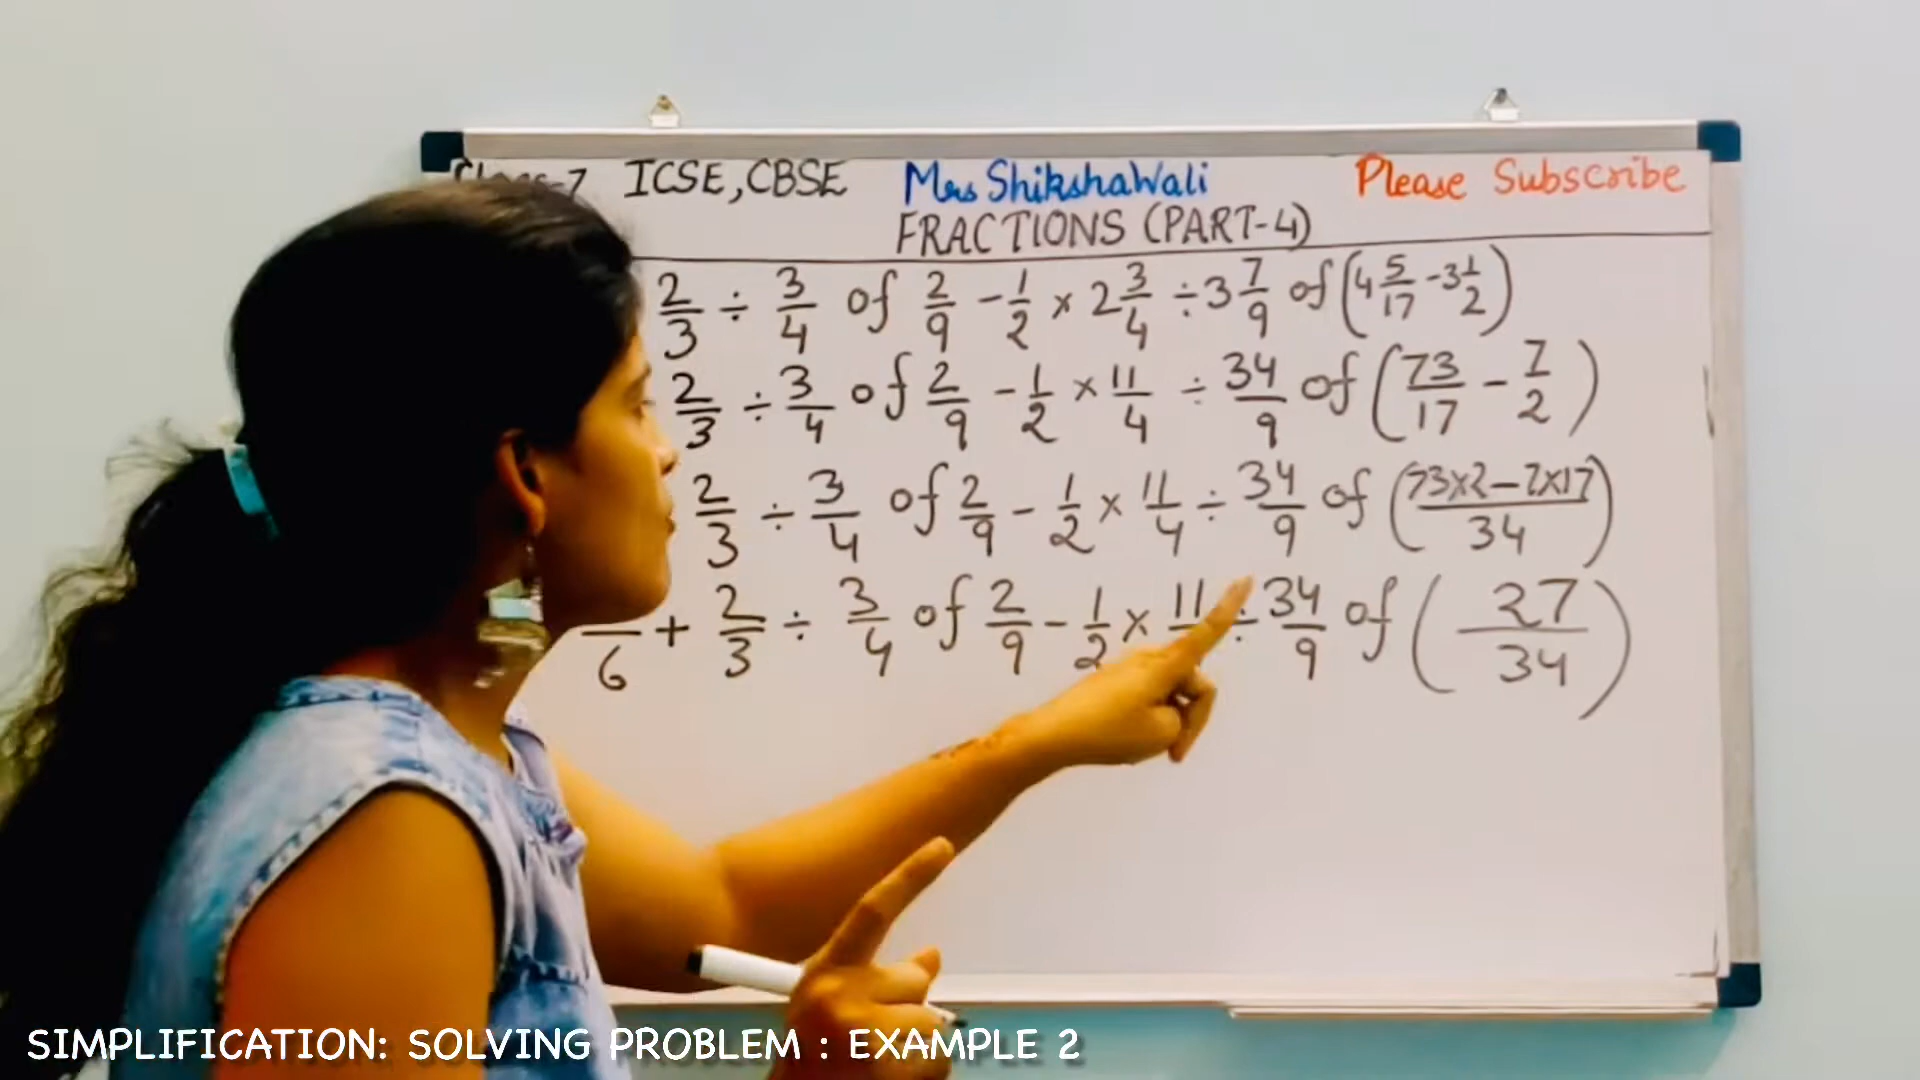 Class-7 ICSE, CBSE Mrs ShikshaWali Please Subscribe
FRACTIONS (PART-4)
2/3 ÷ 3/4 of 2/9 - 1/2 × 2 3/4 ÷ 3 7/9 of (4 5/17 - 3 1/2)
2/3 ÷ 3/4 of 2/9 - 1/2 × 11/4 ÷ 34/9 of (73/17 - 7/2)
2/3 ÷ 3/4 of 2/9 - 1/2 × 11/4 ÷ 34/9 of ((73×2-7×17)/34)
/6 + 2/3 ÷ 3/4 of 2/9 - 1/2 × 11/ ÷ 34/9 of (27/34)
SIMPLIFICATION: SOLVING PROBLEM : EXAMPLE 2